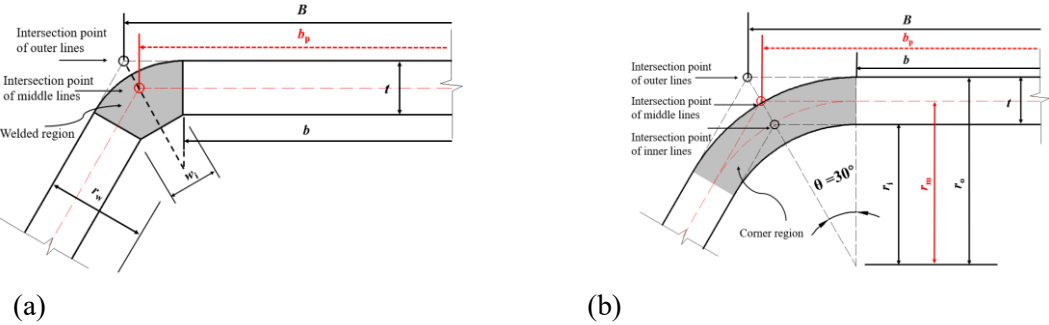 B
Intersection point
of outer lines
b_p
Intersection point
of middle lines
t
Welded region
b
w_i
r_w
(a)
B
b_p
b
Intersection point
of outer lines
t
Intersection point
of middle lines
Intersection point
of inner lines
θ =30°
r_i
r_m
r_o
Corner region
(b)